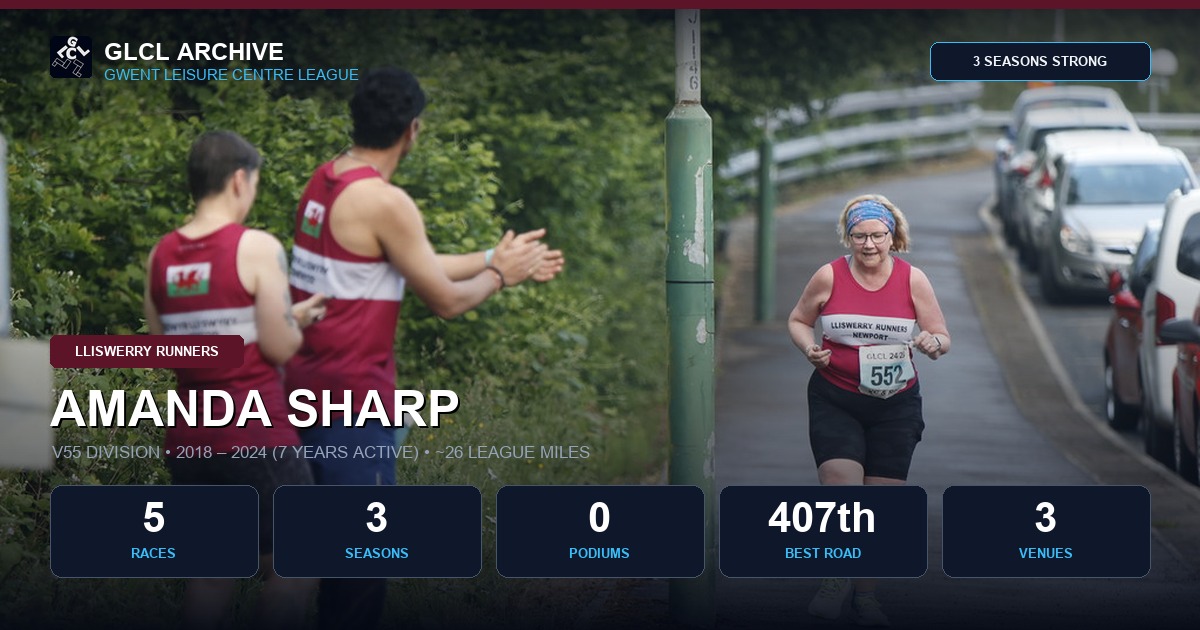 GLCL ARCHIVE
GWENT LEISURE CENTRE LEAGUE
3 SEASONS STRONG
J1146
LLISWERRY RUNNERS
NEWPORT
GLCL 24/25
552
LLISWERRY RUNNERS
AMANDA SHARP
V55 DIVISION • 2018 – 2024 (7 YEARS ACTIVE) • ~26 LEAGUE MILES
5
RACES
3
SEASONS
0
PODIUMS
407th
BEST ROAD
3
VENUES